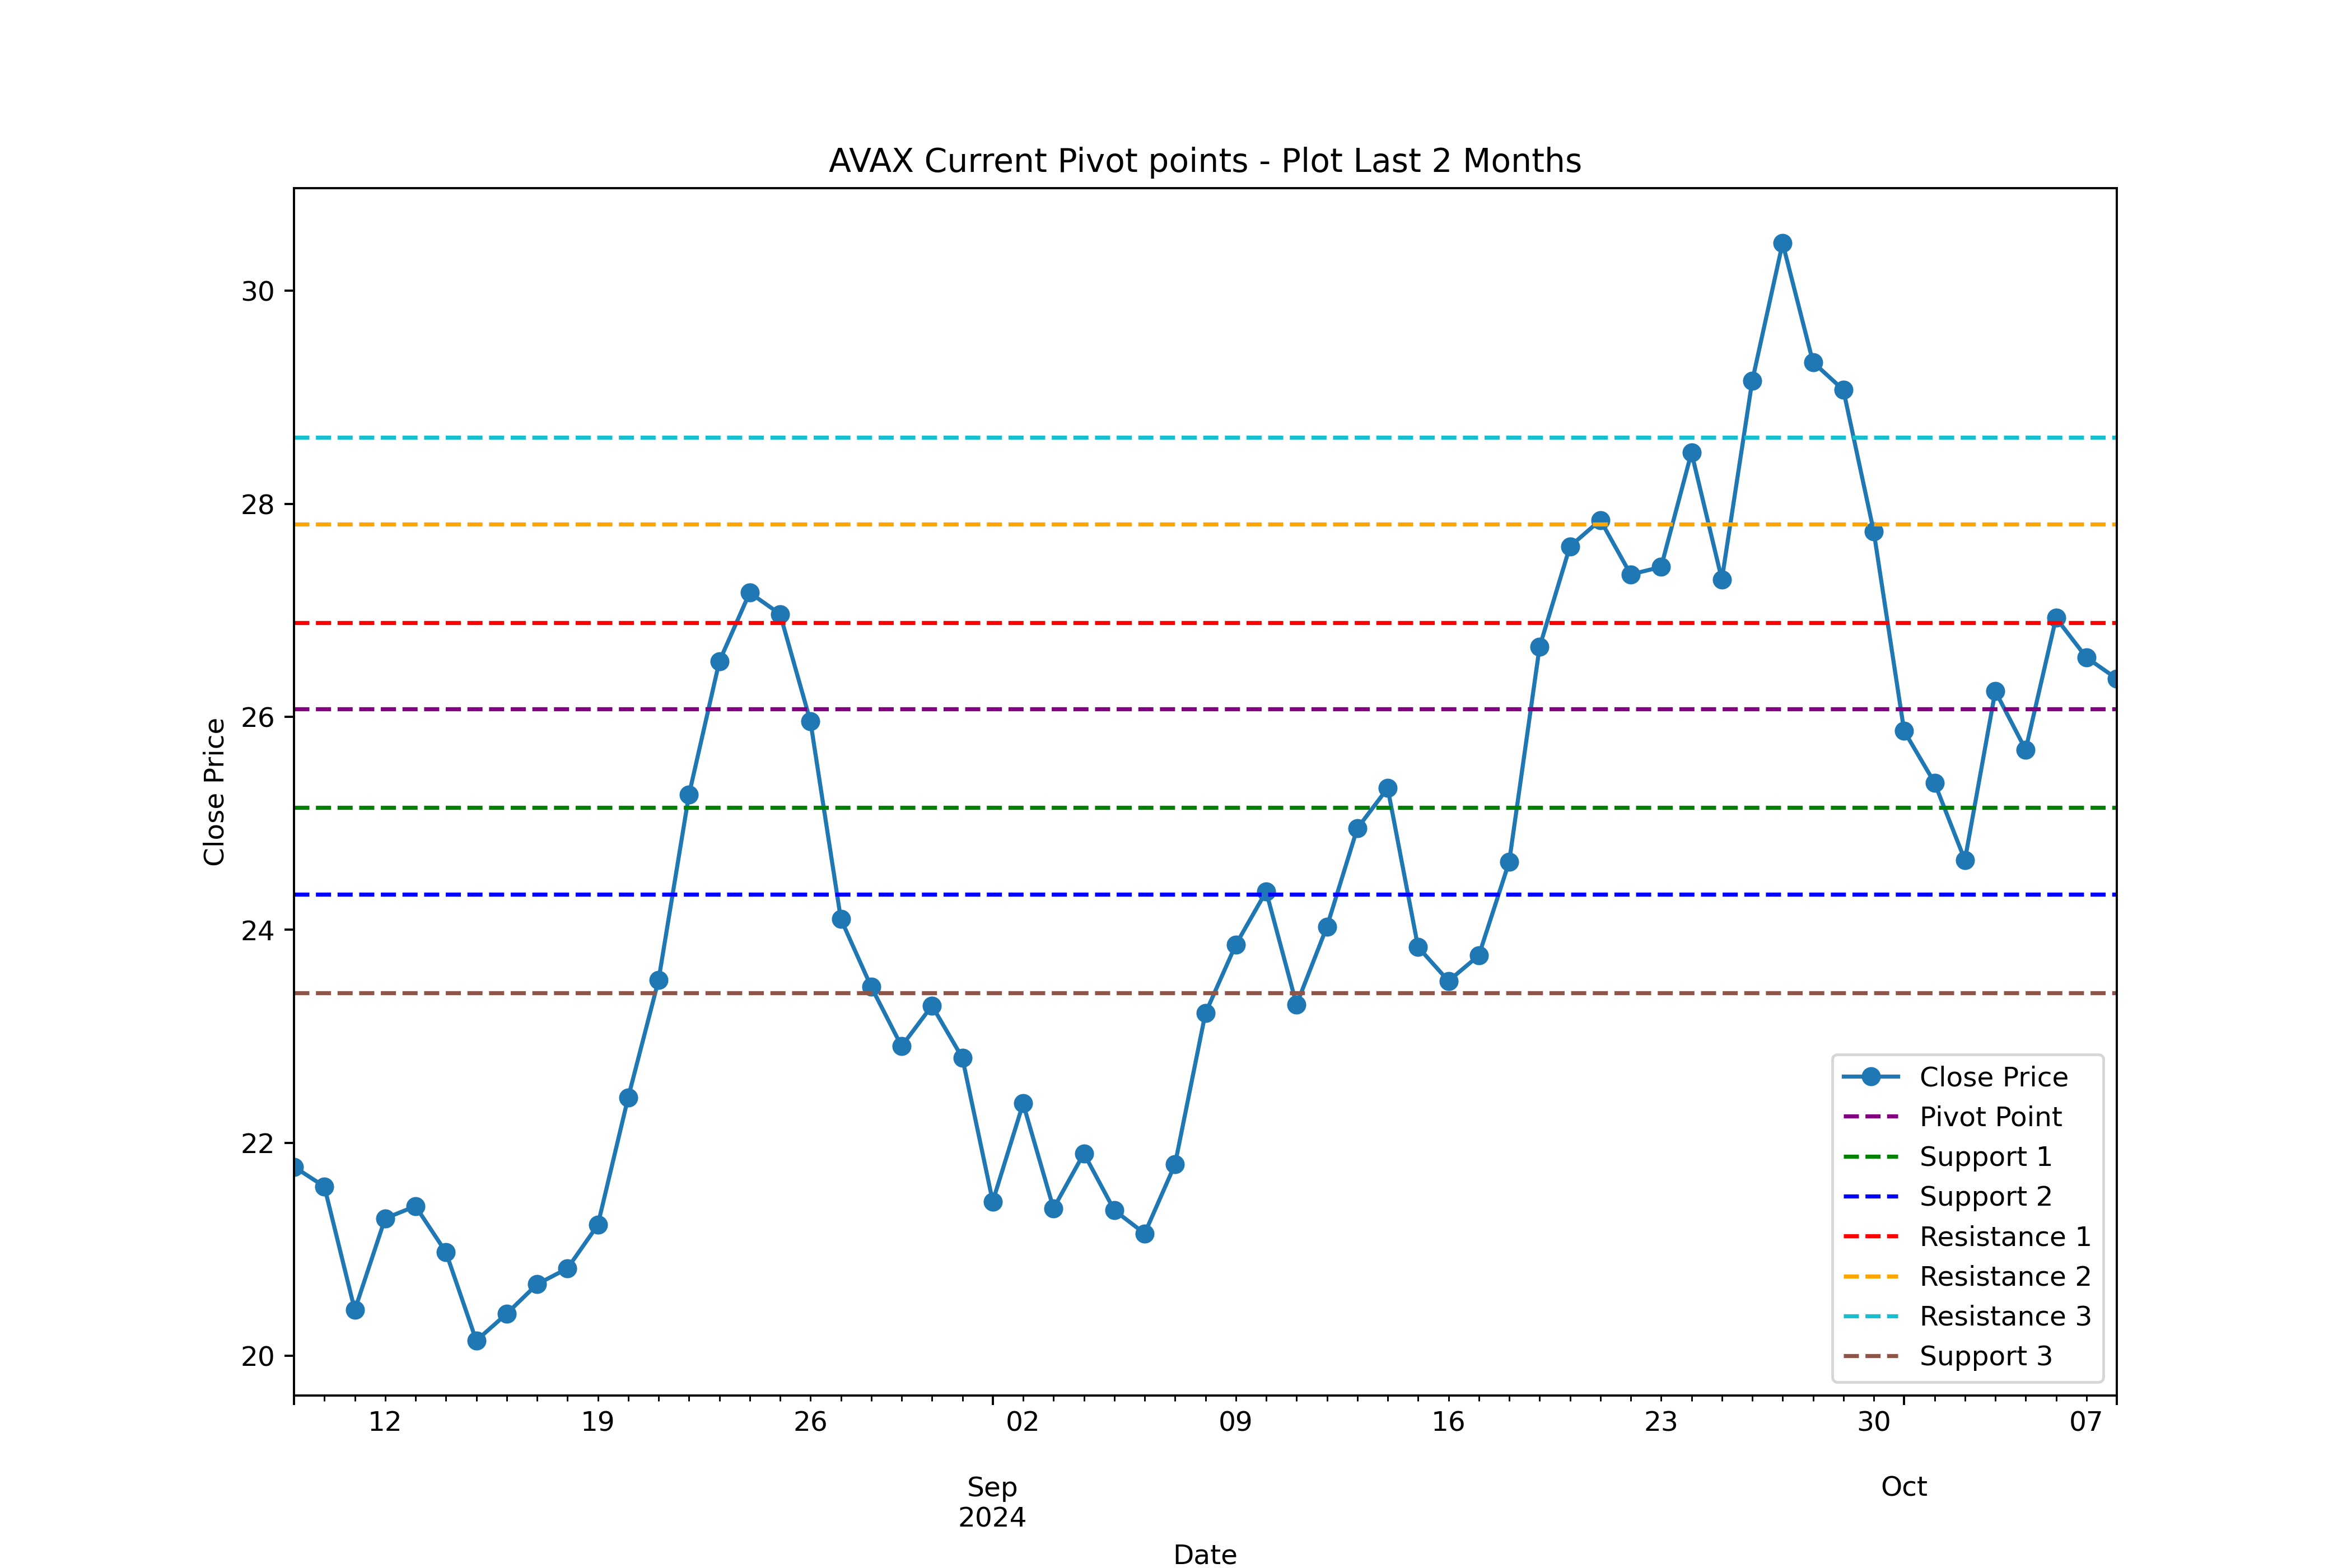 AVAX Current Pivot points - Plot Last 2 Months
30
28
26
24
22
20
Close Price
Close Price
Pivot Point
Support 1
Support 2
Resistance 1
Resistance 2
Resistance 3
Support 3
12 19 26 02 09 16 23 30 07
Sep Oct
2024
Date